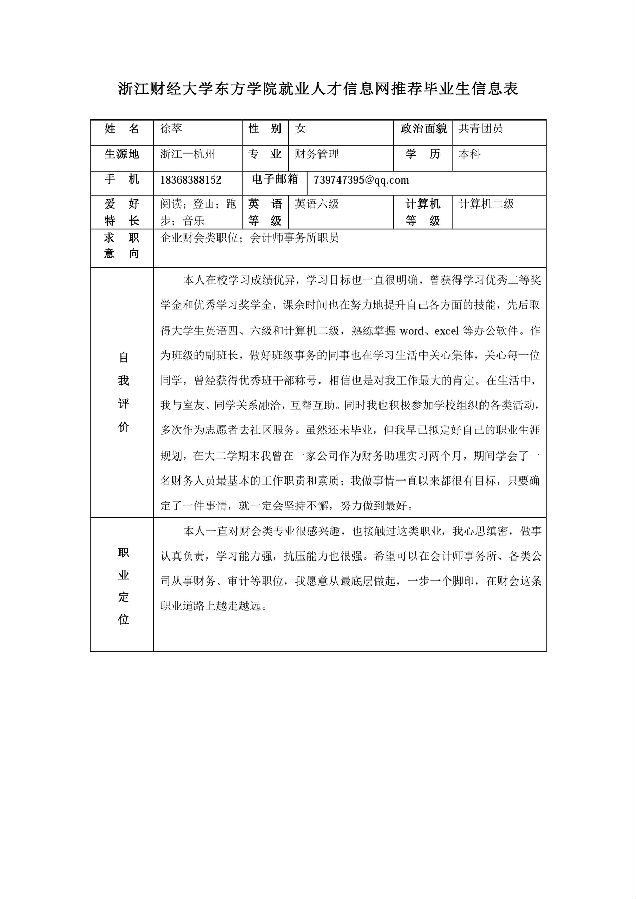 浙江财经大学东方学院就业人才信息网推荐毕业生信息表
姓 名 徐萃 性 别 女 政治面貌 共青团员
生源地 浙江—杭州 专 业 财务管理 学 历 本科
手 机 18368388152 电子邮箱 739747395@qq.com
爱 好 阅读；登山；跑 英 语 英语六级 计算机 计算机二级
特 长 步；音乐 等 级 等 级
求 职 企业财会类职位；会计师事务所职员
意 向
自我评价
本人在校学习成绩优异，学习目标也一直很明确，曾获得学习优秀二等奖
学金和优秀学习奖学金，课余时间也在努力地提升自己各方面的技能，先后取
得大学生英语四、六级和计算机二级，熟练掌握 word、excel 等办公软件。作
为班级的副班长，做好班级事务的同事也在学习生活中关心集体，关心每一位
同学，曾经获得优秀班干部称号，相信也是对我工作最大的肯定。在生活中，
我与室友、同学关系融洽，互帮互助。同时我也积极参加学校组织的各类活动，
多次作为志愿者去社区服务。虽然还未毕业，但我早已拟定好自己的职业生涯
规划，在大二学期末我曾在一家公司作为财务助理实习两个月，期间学会了一
名财务人员最基本的工作职责和素质；我做事情一直以来都很有目标，只要确
定了一件事情，就一定会坚持不懈，努力做到最好。
职业定位
本人一直对财会类专业很感兴趣，也接触过这类职业，我心思缜密，做事
认真负责，学习能力强，抗压能力也很强。希望可以在会计师事务所、各类公
司从事财务、审计等职位，我愿意从最底层做起，一步一个脚印，在财会这条
职业道路上越走越远。